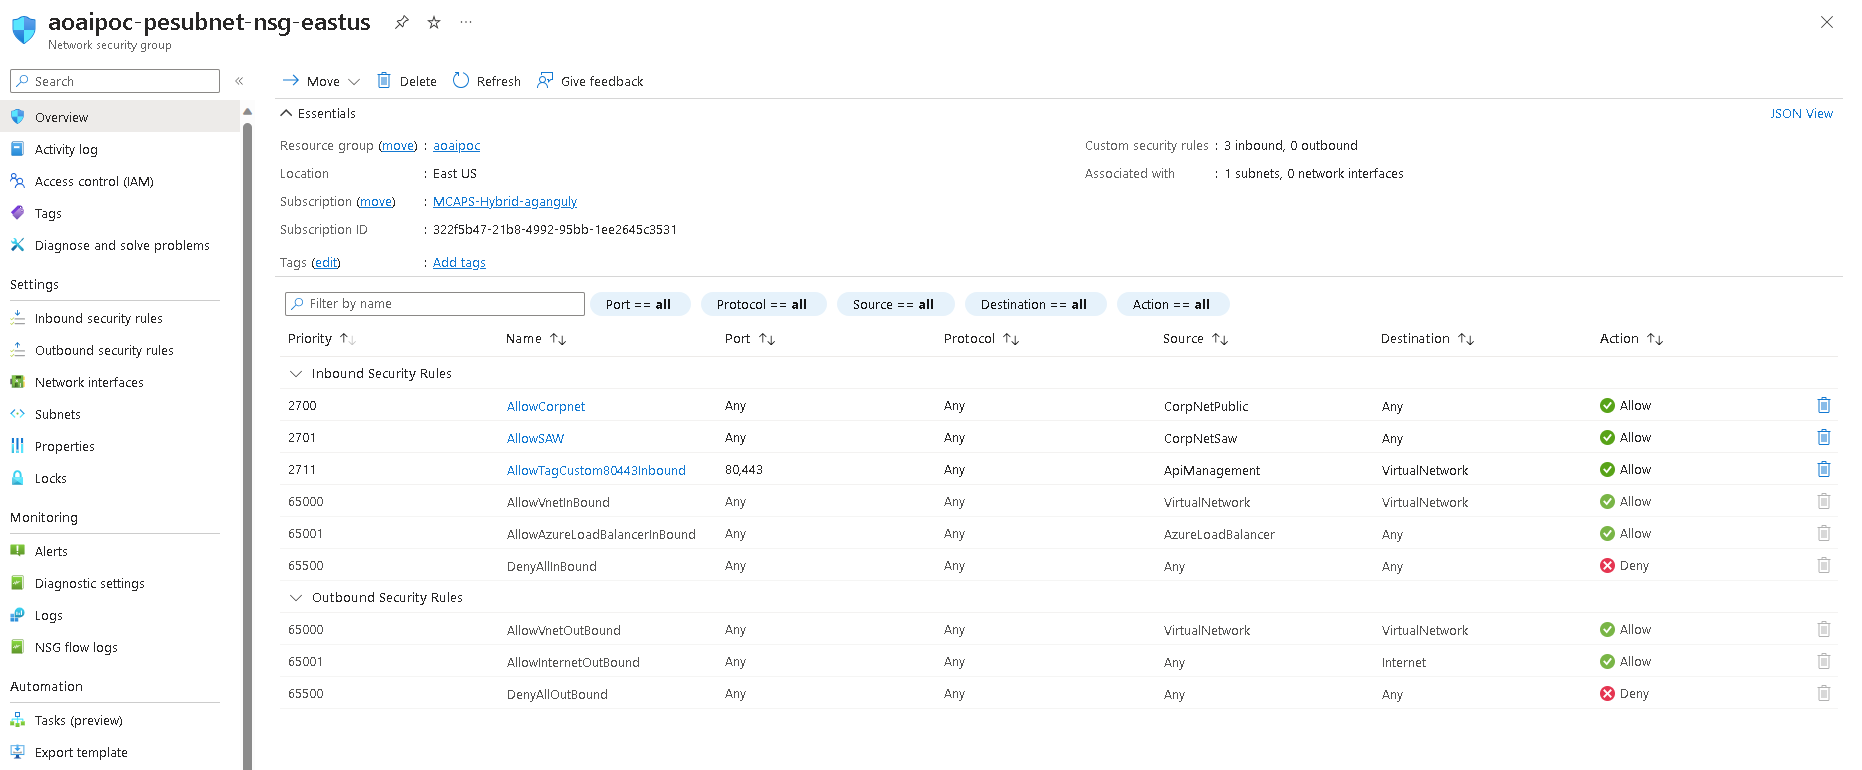 aoaipoc-pesubnet-nsg-eastus
Network security group
Search
Overview
Activity log
Access control (IAM)
Tags
Diagnose and solve problems
Settings
Inbound security rules
Outbound security rules
Network interfaces
Subnets
Properties
Locks
Monitoring
Alerts
Diagnostic settings
Logs
NSG flow logs
Automation
Tasks (preview)
Export template
Move Delete Refresh Give feedback
Essentials JSON View
Resource group (move) : aoaipoc
Location : East US
Subscription (move) : MCAPS-Hybrid-aganguly
Subscription ID : 322f5b47-21b8-4992-95bb-1ee2645c3531
Tags (edit) : Add tags
Custom security rules : 3 inbound, 0 outbound
Associated with : 1 subnets, 0 network interfaces
Filter by name Port == all Protocol == all Source == all Destination == all Action == all
Priority Name Port Protocol Source Destination Action
Inbound Security Rules
2700 AllowCorpnet Any Any CorpNetPublic Any Allow
2701 AllowSAW Any Any CorpNetSaw Any Allow
2711 AllowTagCustom80443Inbound 80,443 Any ApiManagement VirtualNetwork Allow
65000 AllowVnetInBound Any Any VirtualNetwork VirtualNetwork Allow
65001 AllowAzureLoadBalancerInBound Any Any AzureLoadBalancer Any Allow
65500 DenyAllInBound Any Any Any Any Deny
Outbound Security Rules
65000 AllowVnetOutBound Any Any VirtualNetwork VirtualNetwork Allow
65001 AllowInternetOutBound Any Any Any Internet Allow
65500 DenyAllOutBound Any Any Any Any Deny